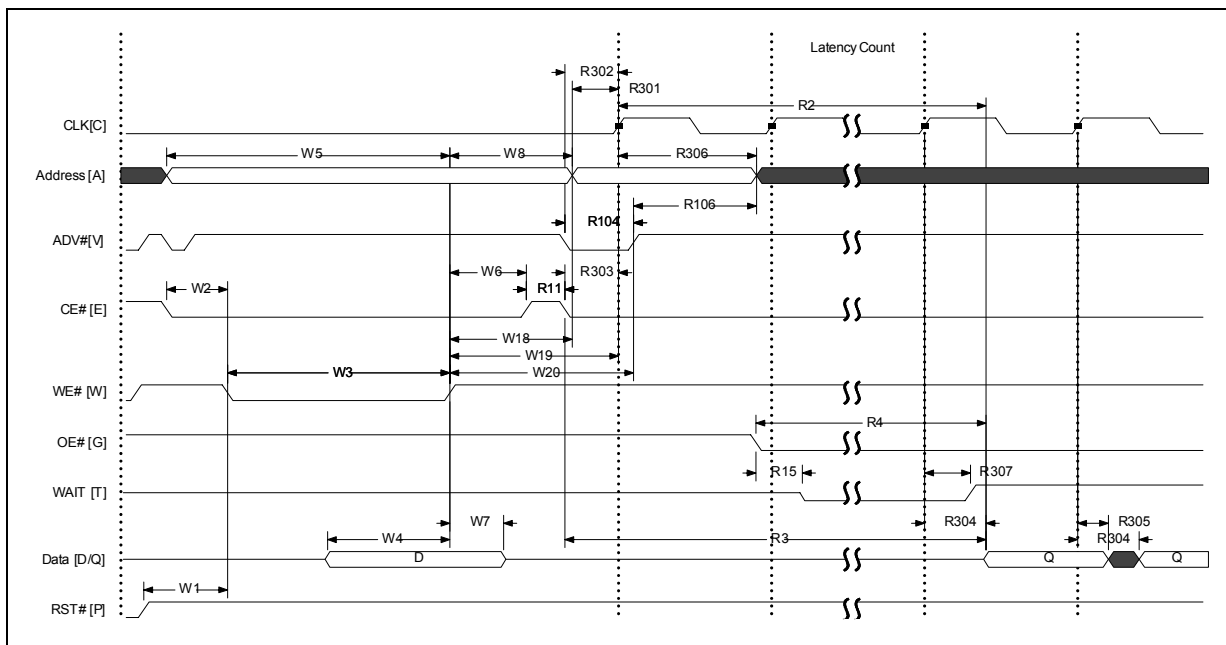 Latency Count
R302
R301
R2
CLK[C]
W5
W8
R306
Address [A]
R106
R104
ADV#[V]
W6
R303
R11
W2
CE# [E]
W18
W19
W3
W20
WE# [W]
R4
OE# [G]
R15
R307
WAIT [T]
W7
R304
R305
W4
R3
R304
Data [D/Q]
D
Q
Q
W1
RST# [P]